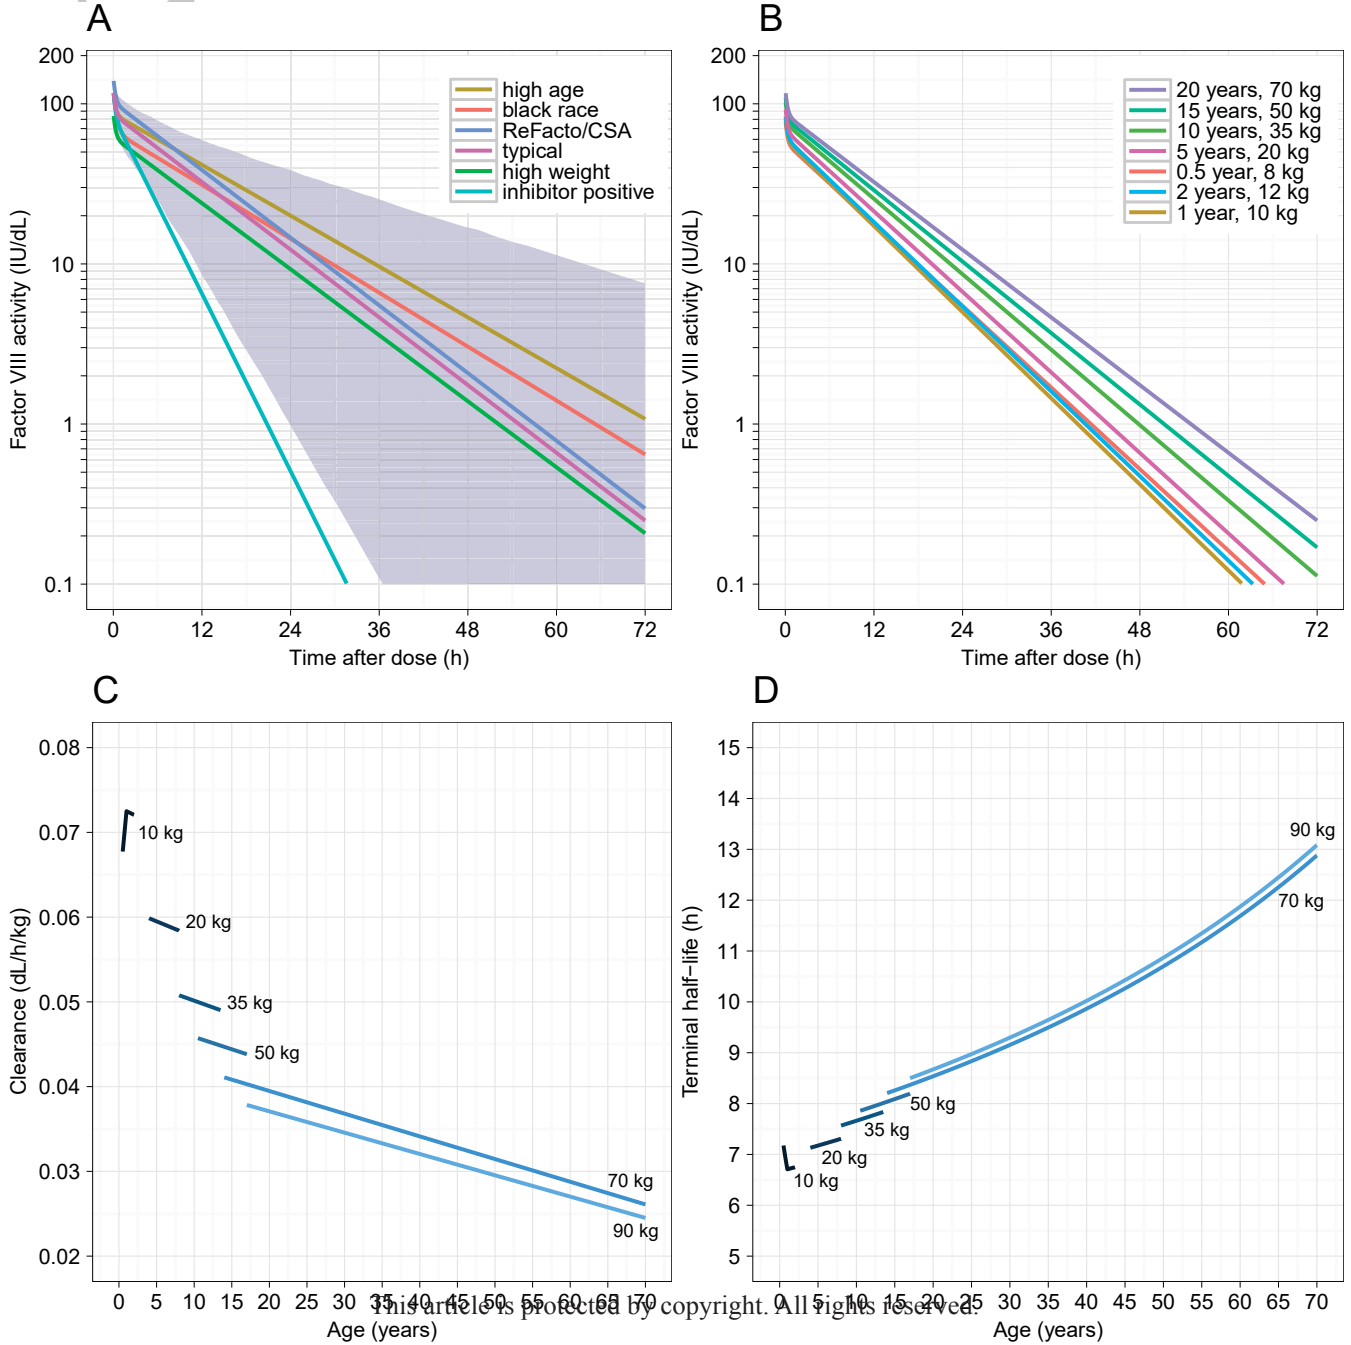 A
200
100
10
1
0.1
Factor VIII activity (IU/dL)
high age
black race
ReFacto/CSA
typical
high weight
inhibitor positive
0 12 24 36 48 60 72
Time after dose (h)
B
200
100
10
1
0.1
Factor VIII activity (IU/dL)
20 years, 70 kg
15 years, 50 kg
10 years, 35 kg
5 years, 20 kg
0.5 year, 8 kg
2 years, 12 kg
1 year, 10 kg
0 12 24 36 48 60 72
Time after dose (h)
C
0.08
0.07
0.06
0.05
0.04
0.03
0.02
Clearance (dL/h/kg)
10 kg
20 kg
35 kg
50 kg
70 kg
90 kg
0 5 10 15 20 25 30 35 40 45 50 55 60 65 70
Age (years)
D
15
14
13
12
11
10
9
8
7
6
5
Terminal half−life (h)
90 kg
70 kg
50 kg
35 kg
20 kg
10 kg
0 5 10 15 20 25 30 35 40 45 50 55 60 65 70
Age (years)
This article is protected by copyright. All rights reserved.